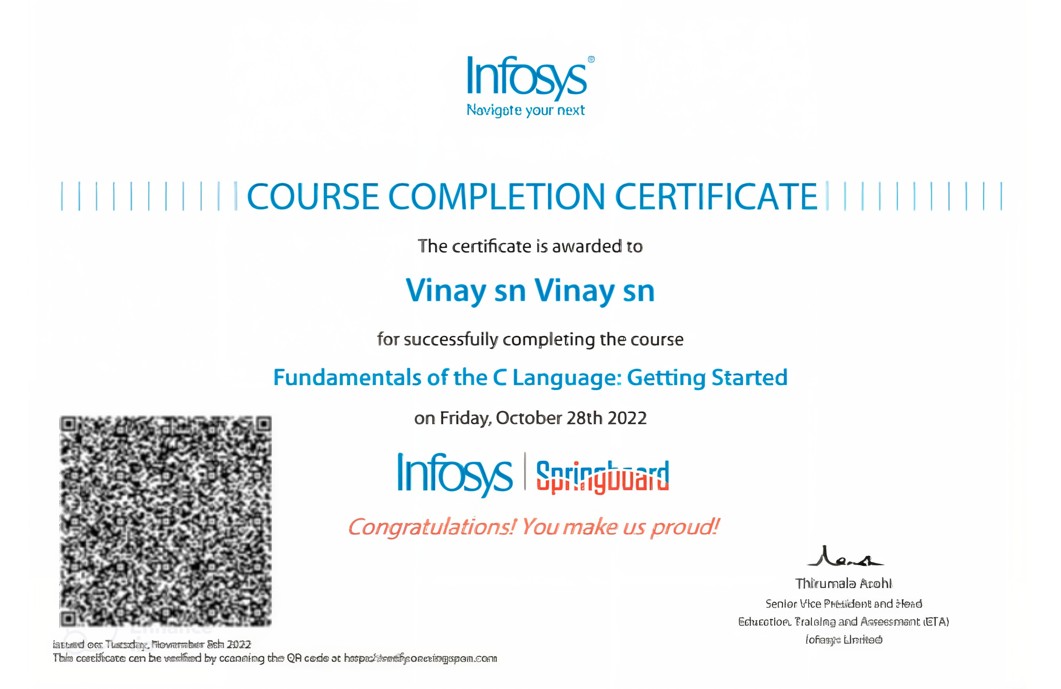 Infosys®
Navigate your next
COURSE COMPLETION CERTIFICATE
The certificate is awarded to
Vinay sn Vinay sn
for successfully completing the course
Fundamentals of the C Language: Getting Started
on Friday, October 28th 2022
Infosys | Springboard
Congratulations! You make us proud!
Thirumala Arohi
Senior Vice President and Head
Education, Training and Assessment (ETA)
Infosys Limited
Issued on: Tuesday, November 8th 2022
This certificate can be verified by scanning the QR code at